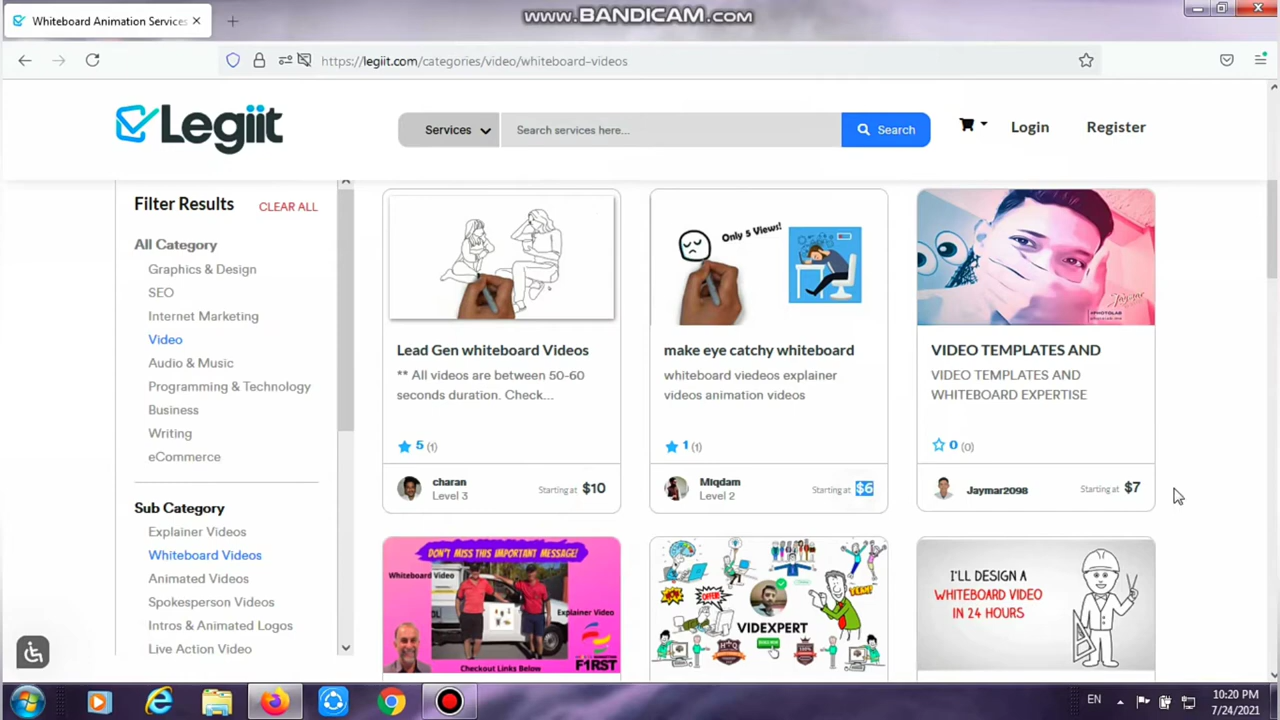 www.BANDICAM.com
Whiteboard Animation Services
https://legiit.com/categories/video/whiteboard-videos
Legiit
Services
Search services here...
Search
Login
Register
Filter Results
CLEAR ALL
All Category
Graphics & Design
SEO
Internet Marketing
Video
Audio & Music
Programming & Technology
Business
Writing
eCommerce
Sub Category
Explainer Videos
Whiteboard Videos
Animated Videos
Spokesperson Videos
Intros & Animated Logos
Live Action Video
Lead Gen whiteboard Videos
** All videos are between 50-60
seconds duration. Check...
5 (1)
charan
Level 3
Starting at $10
Only 5 Views!
make eye catchy whiteboard
whiteboard viedeos explainer
videos animation videos
1 (1)
Miqdam
Level 2
Starting at $6
Jaymar
#PHOTOLAB
VIDEO TEMPLATES AND
VIDEO TEMPLATES AND
WHITEBOARD EXPERTISE
0 (0)
Jaymar2098
Starting at $7
DON'T MISS THIS IMPORTANT MESSAGE!
Whiteboard Video
Explainer Video
F1RST
Checkout Links Below
OFFER!
VIDEXPERT
HQ
100%
I'LL DESIGN A
WHITEBOARD VIDEO
IN 24 HOURS
EN
10:20 PM
7/24/2021